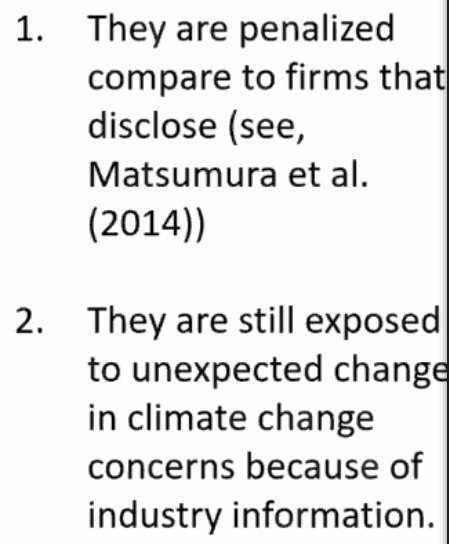 1. They are penalized
compare to firms that
disclose (see,
Matsumura et al.
(2014))
2. They are still exposed
to unexpected change
in climate change
concerns because of
industry information.